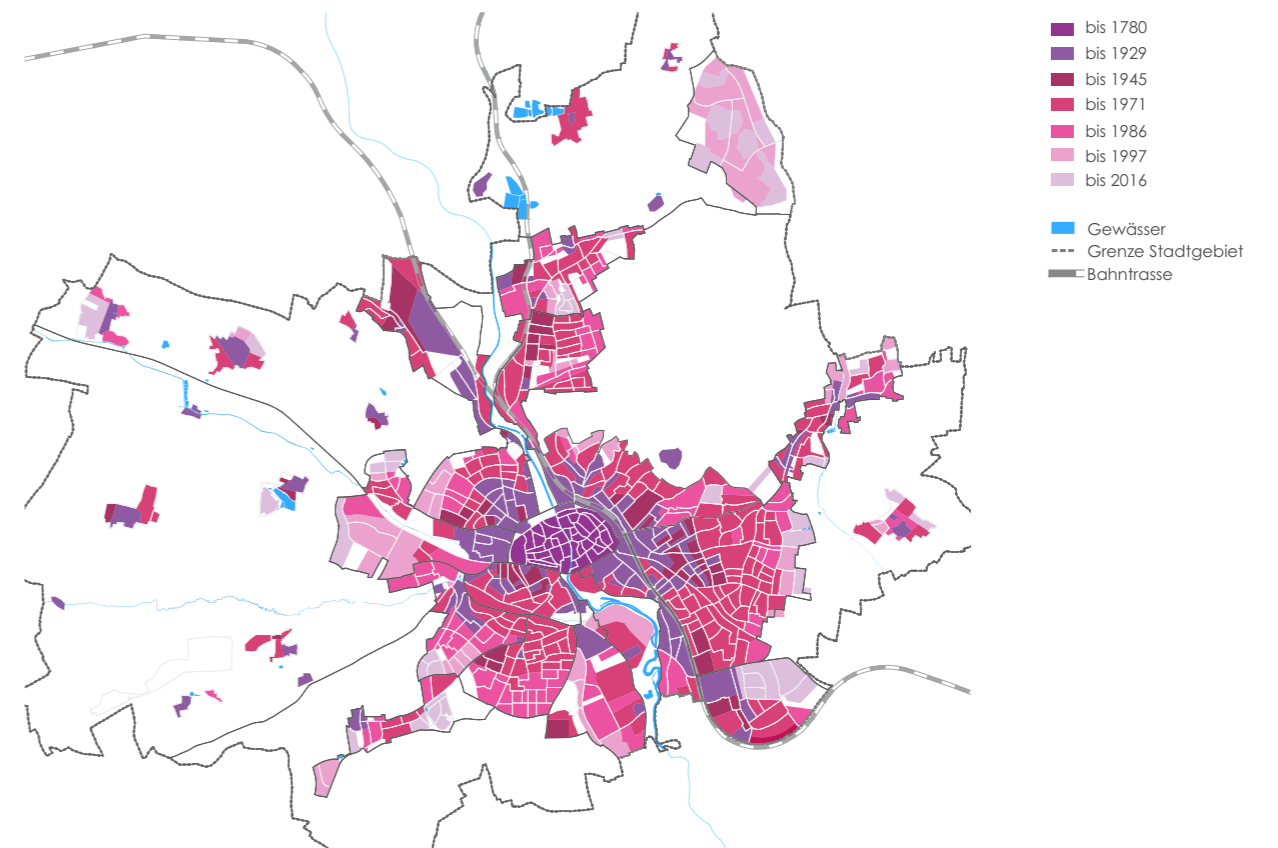 bis 1780
bis 1929
bis 1945
bis 1971
bis 1986
bis 1997
bis 2016
Gewässer
Grenze Stadtgebiet
Bahntrasse